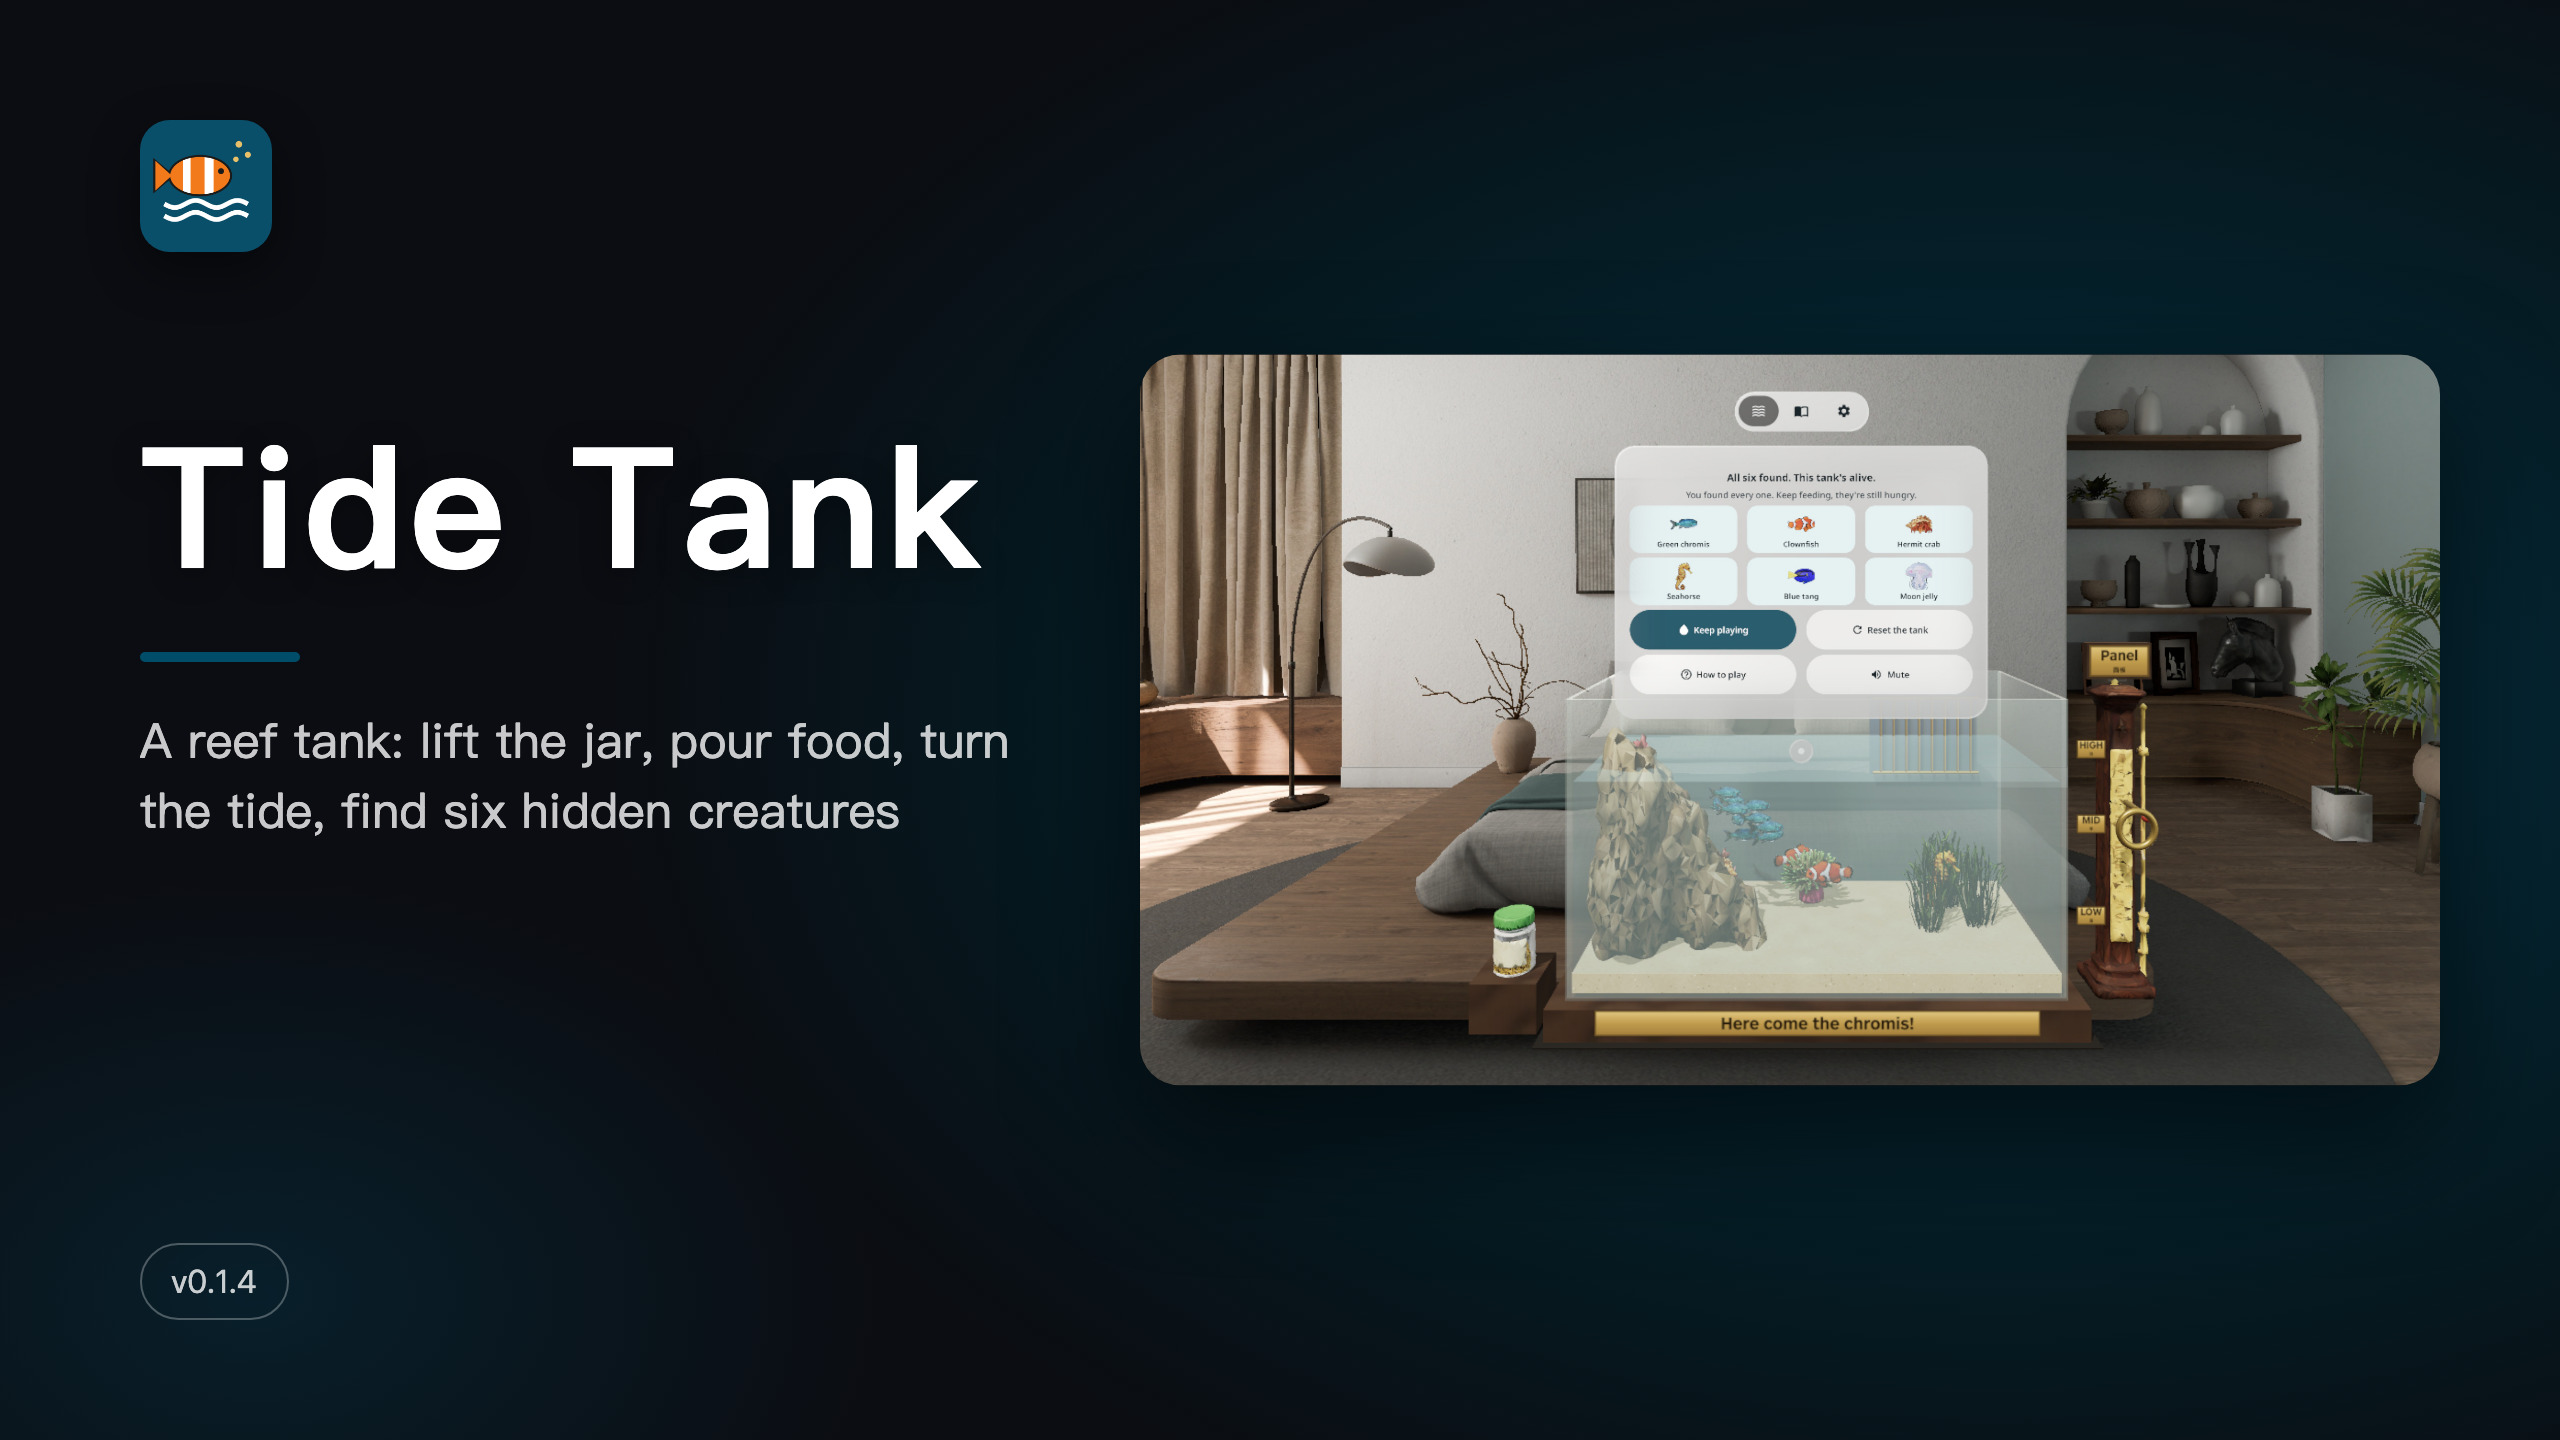 Tide Tank
A reef tank: lift the jar, pour food, turn
the tide, find six hidden creatures
v0.1.4
All six found. This tank's alive.
You found every one. Keep feeding, they're still hungry.
Green chromis
Clownfish
Hermit crab
Seahorse
Blue tang
Moon jelly
Keep playing
Reset the tank
How to play
Mute
Panel
HIGH
MID
LOW
Here come the chromis!